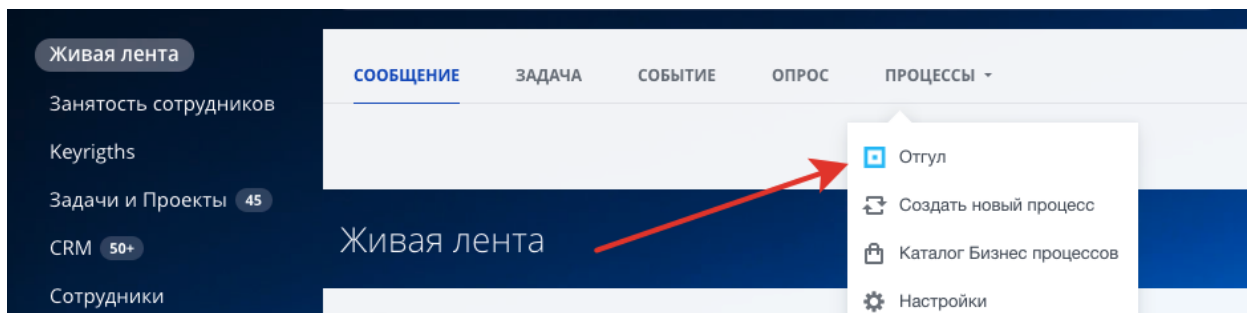 Живая лента
Занятость сотрудников
Keyrigths
Задачи и Проекты 45
CRM 50+
Сотрудники
СООБЩЕНИЕ ЗАДАЧА СОБЫТИЕ ОПРОС ПРОЦЕССЫ
Отгул
Создать новый процесс
Каталог Бизнес процессов
Настройки
Живая лента